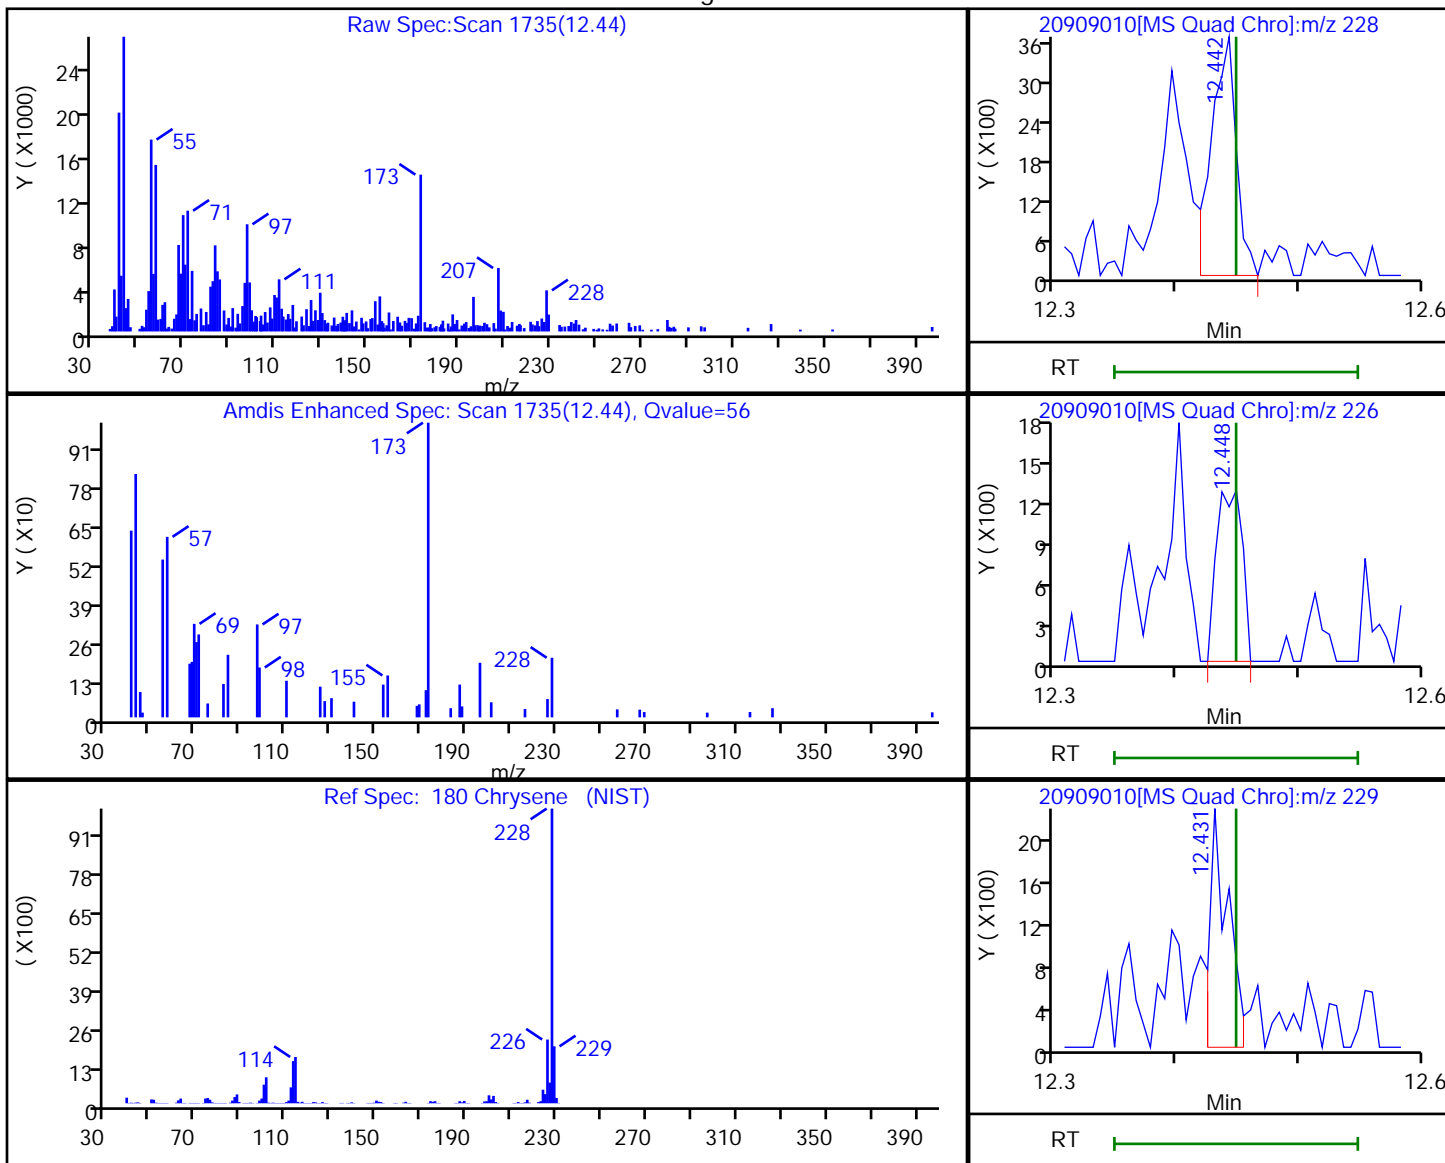 Raw Spec:Scan 1735(12.44)
Y ( X1000)
24
20
16
12
8
4
0
55
71
97
111
173
207
228
30 70 110 150 190 230 270 310 350 390
m/z
20909010[MS Quad Chro]:m/z 228
Y ( X100)
36
30
24
18
12
6
0
12.442
12.3 12.6
Min
RT
Amdis Enhanced Spec: Scan 1735(12.44), Qvalue=56
Y ( X10)
91
78
65
52
39
26
13
0
57
69
97
98
155
173
228
30 70 110 150 190 230 270 310 350 390
m/z
20909010[MS Quad Chro]:m/z 226
Y ( X100)
18
15
12
9
6
3
0
12.448
12.3 12.6
Min
RT
Ref Spec: 180 Chrysene (NIST)
( X100)
91
78
65
52
39
26
13
0
114
226
228
229
30 70 110 150 190 230 270 310 350 390
20909010[MS Quad Chro]:m/z 229
Y ( X100)
20
16
12
8
4
0
12.431
12.3 12.6
Min
RT